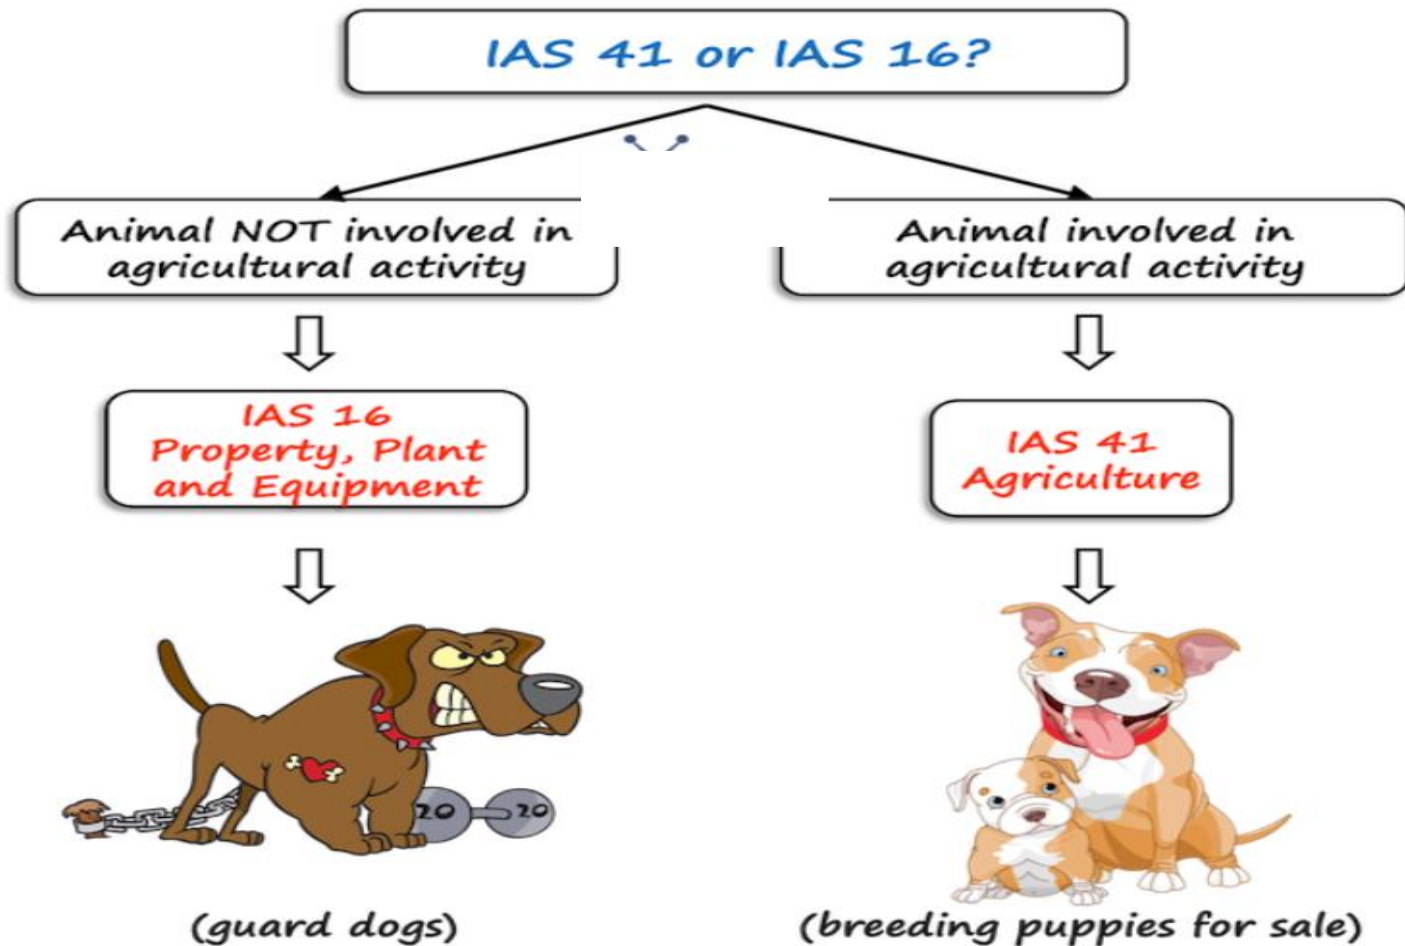 IAS 41 or IAS 16?
Animal NOT involved in
agricultural activity
Animal involved in
agricultural activity
IAS 16
Property, Plant
and Equipment
IAS 41
Agriculture
20
20
(guard dogs)
(breeding puppies for sale)